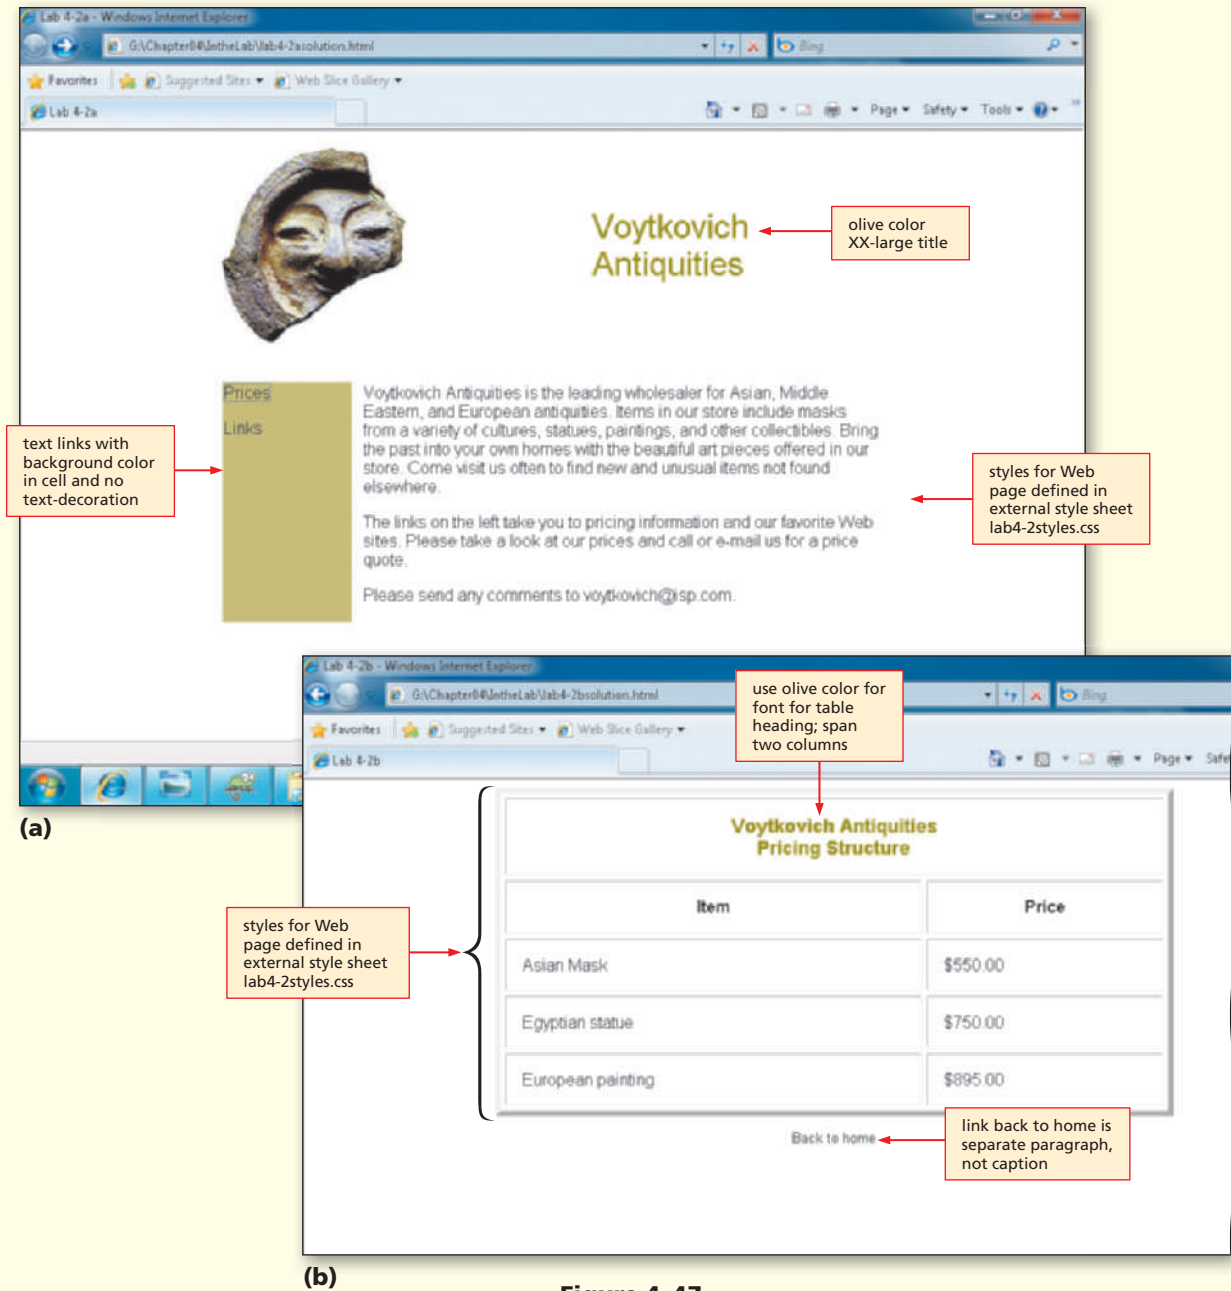 Lab 4-2a - Windows Internet Explorer
G:\Chapter04\IntheLab\lab4-2asolution.html
Bing
Favorites
Suggested Sites
Web Slice Gallery
Lab 4-2a
Page
Safety
Tools
Voytkovich
Antiquities
olive color
XX-large title
Prices
Links
text links with
background color
in cell and no
text-decoration
Voytkovich Antiquities is the leading wholesaler for Asian, Middle
Eastern, and European antiquities. Items in our store include masks
from a variety of cultures, statues, paintings, and other collectibles. Bring
the past into your own homes with the beautiful art pieces offered in our
store. Come visit us often to find new and unusual items not found
elsewhere.
The links on the left take you to pricing information and our favorite Web
sites. Please take a look at our prices and call or e-mail us for a price
quote.
Please send any comments to voytkovich@isp.com.
styles for Web
page defined in
external style sheet
lab4-2styles.css
(a)
Lab 4-2b - Windows Internet Explorer
G:\Chapter04\IntheLab\lab4-2bsolution.html
Bing
Favorites
Suggested Sites
Web Slice Gallery
Lab 4-2b
Page
Safe
use olive color for
font for table
heading; span
two columns
Voytkovich Antiquities
Pricing Structure
Item Price
Asian Mask $550.00
Egyptian statue $750.00
European painting $895.00
styles for Web
page defined in
external style sheet
lab4-2styles.css
Back to home
link back to home is
separate paragraph,
not caption
(b)
Figure 4-47